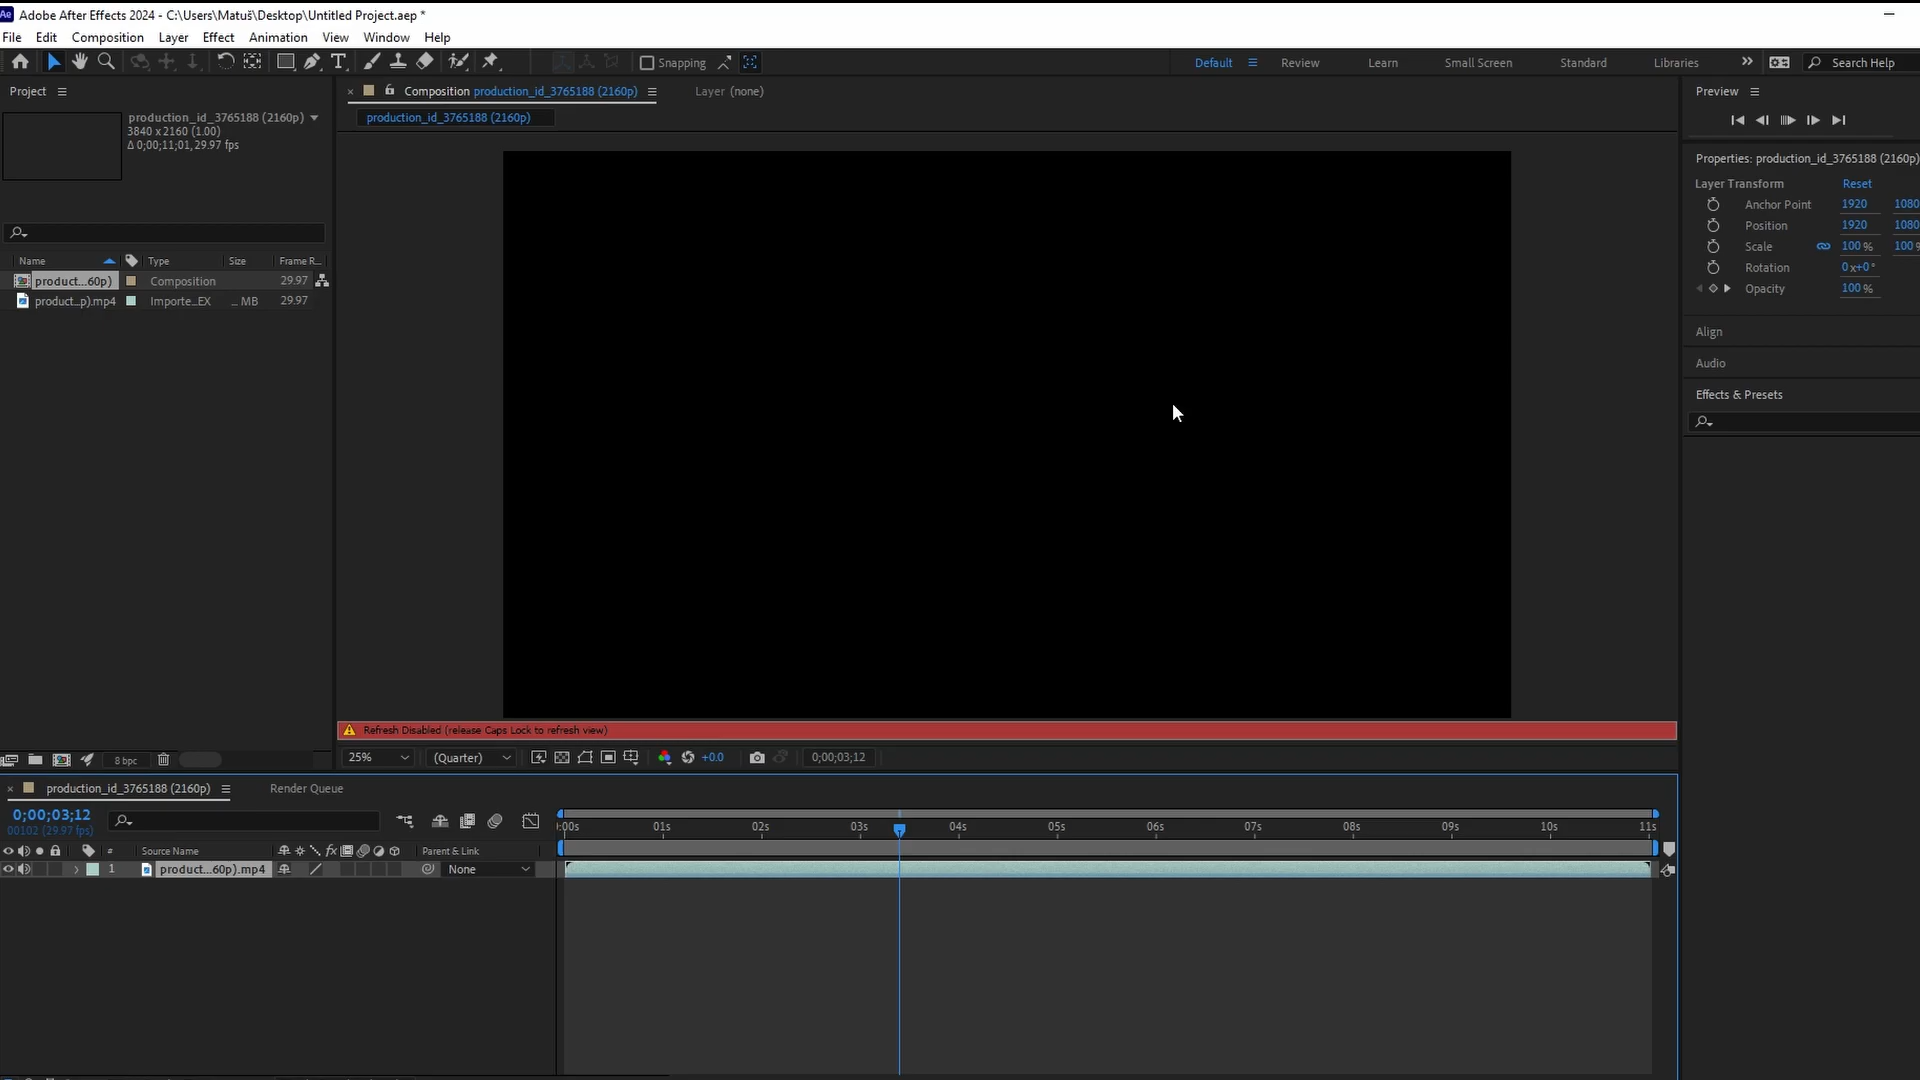 Adobe After Effects 2024 - C:\Users\Matuš\Desktop\Untitled Project.aep *
File Edit Composition Layer Effect Animation View Window Help
Snapping Default Review Learn Small Screen Standard Libraries Search Help
Project
production_id_3765188 (2160p)
3840 x 2160 (1.00)
Δ 0;00;11;01, 29.97 fps
Name Type Size Frame R...
product...60p) Composition 29.97
product...p).mp4 Importe...EX ... MB 29.97
8 bpc
Composition production_id_3765188 (2160p) Layer (none)
production_id_3765188 (2160p)
Refresh Disabled (release Caps Lock to refresh view)
25% (Quarter) +0.0 0;00;03;12
Preview
Properties: production_id_3765188 (2160p)
Layer Transform Reset
Anchor Point 1920 1080
Position 1920 1080
Scale 100 % 100 %
Rotation 0x+0°
Opacity 100 %
Align
Audio
Effects & Presets
production_id_3765188 (2160p) Render Queue
0;00;03;12
00102 (29.97 fps)
:00s 01s 02s 03s 04s 05s 06s 07s 08s 09s 10s 11s
# Source Name fx Parent & Link
1 product...60p).mp4 None